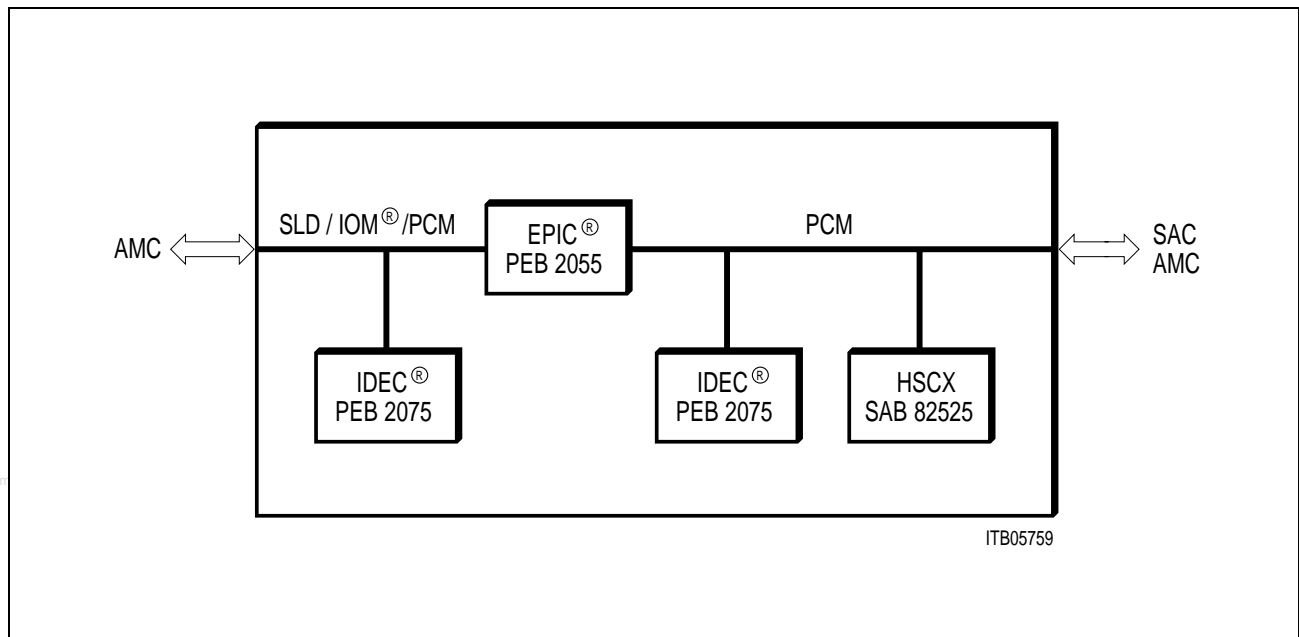 SLD / IOM® /PCM
EPIC®
PEB 2055
PCM
AMC
SAC
AMC
IDEC®
PEB 2075
IDEC®
PEB 2075
HSCX
SAB 82525
ITB05759